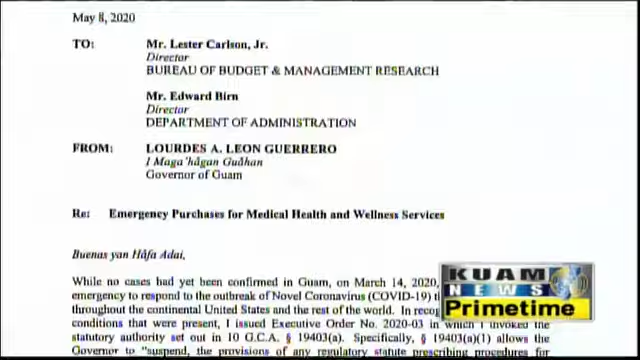 May 8, 2020
TO: Mr. Lester Carlson, Jr.
Director
BUREAU OF BUDGET & MANAGEMENT RESEARCH
Mr. Edward Birn
Director
DEPARTMENT OF ADMINISTRATION
FROM: LOURDES A. LEON GUERRERO
I Maga'hågan Guåhan
Governor of Guam
Re: Emergency Purchases for Medical Health and Wellness Services
Buenas yan Håfa Adai,
While no cases had yet been confirmed in Guam, on March 14, 2020,
emergency to respond to the outbreak of Novel Coronavirus (COVID-19)
throughout the continental United States and the rest of the world. In
conditions that were present, I issued Executive Order No. 2020-03 in which I invoked the
statutory authority set out in 10 G.C.A. § 19403(a). Specifically, § 19403(a)(1) allows the
Governor to "suspend, the provisions of any regulatory statute prescribing procedures for
KUAM
NEWS
Primetime